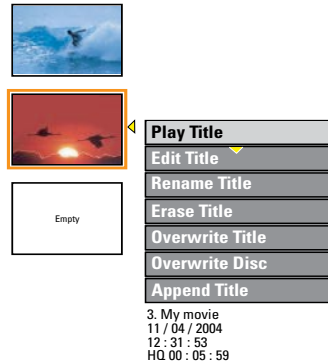 Empty
Play Title
Edit Title
Rename Title
Erase Title
Overwrite Title
Overwrite Disc
Append Title
3. My movie
11 / 04 / 2004
12 : 31 : 53
HQ 00 : 05 : 59